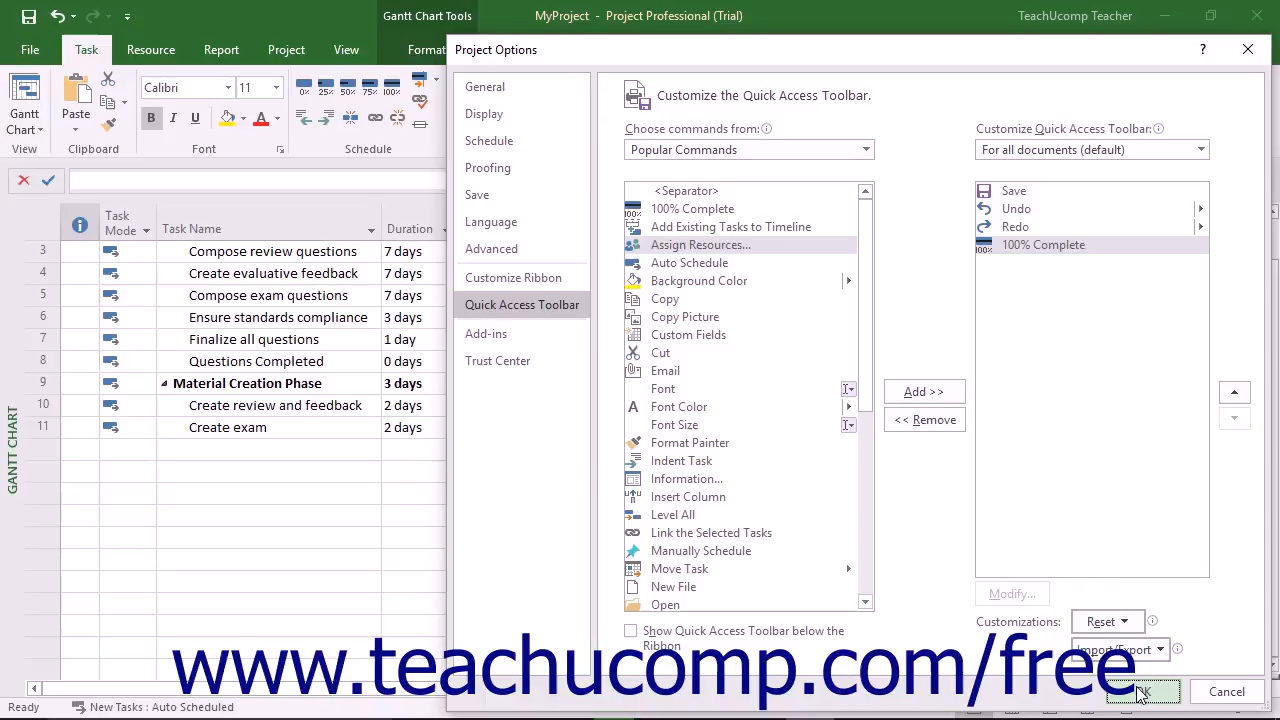 Gantt Chart Tools
MyProject - Project Professional (Trial)
TeachUcomp Teacher
File Task Resource Report Project View Format
Gantt
Chart
View
Paste
Clipboard
Calibri 11
B I U A
Font
0% 25% 50% 75% 100%
Schedule
Task
Mode
Task Name
Duration
3 Compose review questions 7 days
4 Create evaluative feedback 7 days
5 Compose exam questions 7 days
6 Ensure standards compliance 3 days
7 Finalize all questions 1 day
8 Questions Completed 0 days
9 Material Creation Phase 3 days
10 Create review and feedback 2 days
11 Create exam 2 days
GANTT CHART
Ready New Tasks : Auto Scheduled
Project Options
?
General
Display
Schedule
Proofing
Save
Language
Advanced
Customize Ribbon
Quick Access Toolbar
Add-ins
Trust Center
Customize the Quick Access Toolbar.
Choose commands from:
Popular Commands
<Separator>
100% Complete
Add Existing Tasks to Timeline
Assign Resources...
Auto Schedule
Background Color
Copy
Copy Picture
Custom Fields
Cut
Email
Font
Font Color
Font Size
Format Painter
Indent Task
Information...
Insert Column
Level All
Link the Selected Tasks
Manually Schedule
Move Task
New File
Open
Show Quick Access Toolbar below the
Ribbon
Add >>
<< Remove
Customize Quick Access Toolbar:
For all documents (default)
Save
Undo
Redo
100% Complete
Modify...
Customizations:
Reset
Import/Export
Cancel
www.teachucomp.com/free